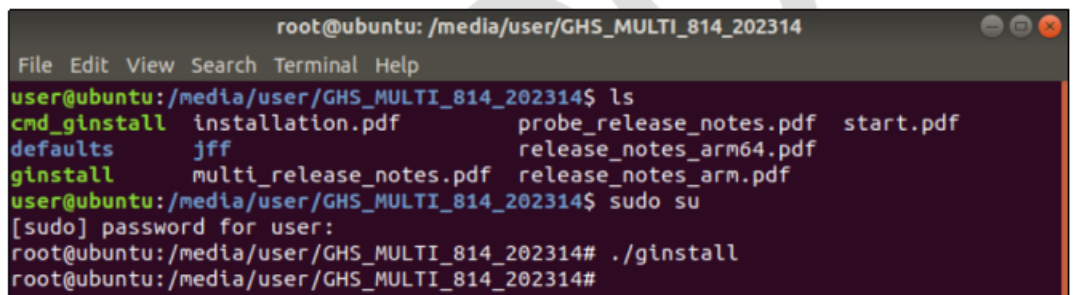 root@ubuntu: /media/user/GHS_MULTI_814_202314
File Edit View Search Terminal Help
user@ubuntu:/media/user/GHS_MULTI_814_202314$ ls
cmd_ginstall  installation.pdf         probe_release_notes.pdf  start.pdf
defaults      jff                      release_notes_arm64.pdf
ginstall      multi_release_notes.pdf  release_notes_arm.pdf
user@ubuntu:/media/user/GHS_MULTI_814_202314$ sudo su
[sudo] password for user:
root@ubuntu:/media/user/GHS_MULTI_814_202314# ./ginstall
root@ubuntu:/media/user/GHS_MULTI_814_202314#